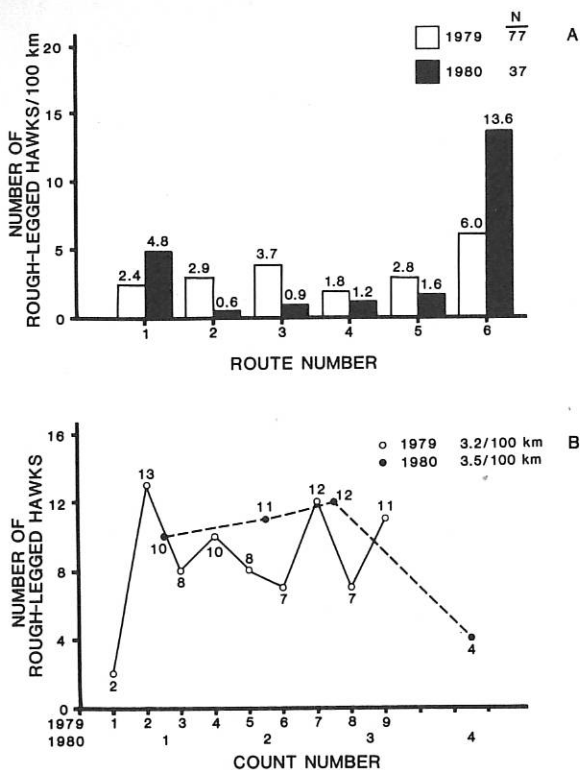 N
1979 77 A
1980 37
NUMBER OF
ROUGH-LEGGED HAWKS/100 km
20
15
10
5
0
2.4 4.8 2.9 0.6 3.7 0.9 1.8 1.2 2.8 1.6 6.0 13.6
1 2 3 4 5 6
ROUTE NUMBER
B
1979 3.2/100 km
1980 3.5/100 km
NUMBER OF
ROUGH-LEGGED HAWKS
16
12
8
4
0
2 13 10 8 10 8 11 7 12 12 7 11 4
1979 1 2 3 4 5 6 7 8 9
1980 1 2 3 4
COUNT NUMBER